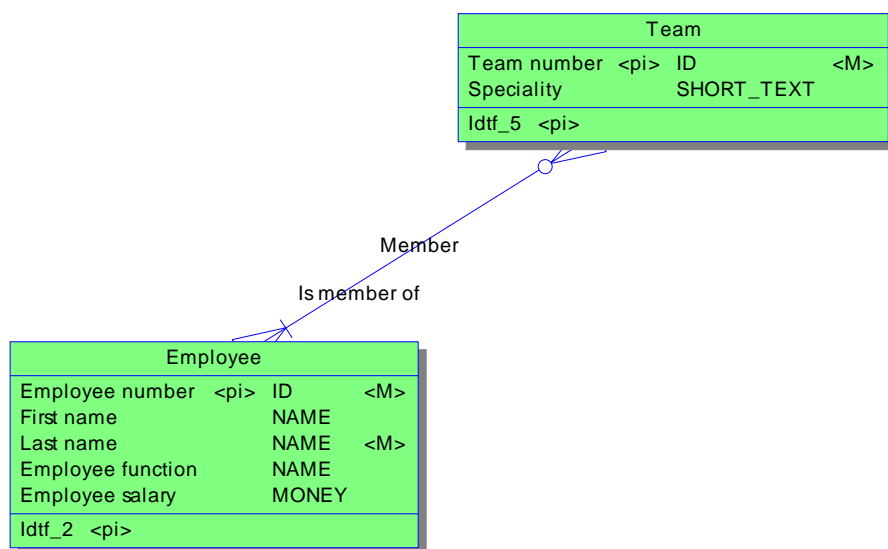 Team
Team number <pi> ID <M>
Speciality SHORT_TEXT
Idtf_5 <pi>
Member
Is member of
Employee
Employee number <pi> ID <M>
First name NAME
Last name NAME <M>
Employee function NAME
Employee salary MONEY
Idtf_2 <pi>